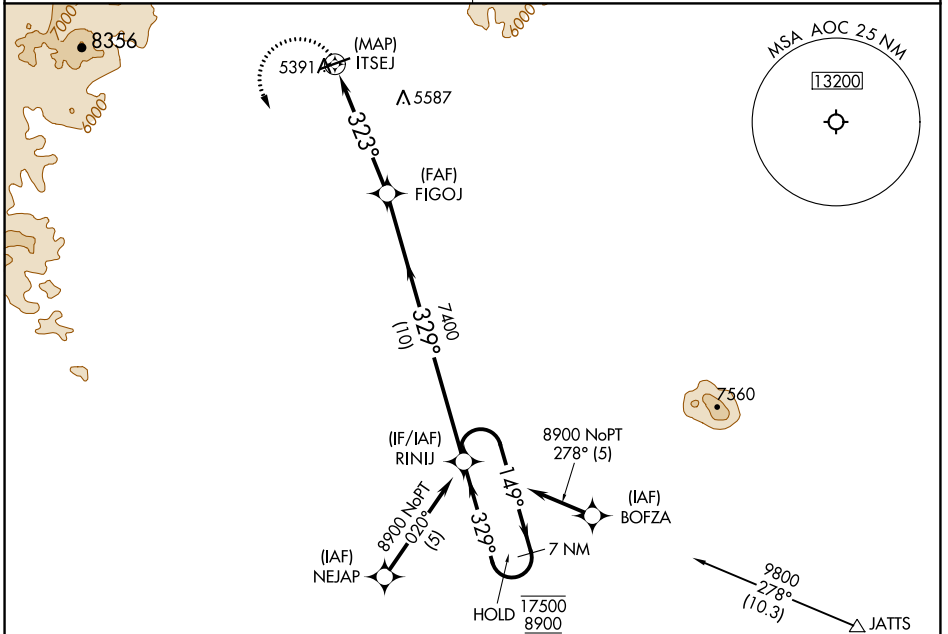 7000
8356
6000
6000
(MAP)
ITSEJ
5391
5587
MSA AOC 25 NM
13200
323°
(FAF)
FIGOJ
7400
329°
(10)
7560
(IF/IAF)
RINIJ
8900 NoPT
278° (5)
149°
(IAF)
BOFZA
8900 NoPT
020°
(5)
329°
7 NM
(IAF)
NEJAP
HOLD
17500
8900
9800
278°
(10.3)
JATTS